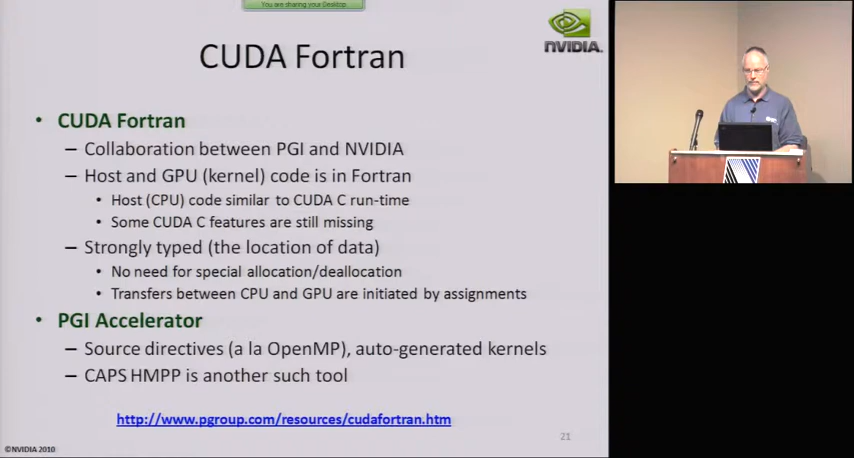 You are sharing your Desktop
NVIDIA.
CUDA Fortran
• CUDA Fortran
– Collaboration between PGI and NVIDIA
– Host and GPU (kernel) code is in Fortran
• Host (CPU) code similar to CUDA C run-time
• Some CUDA C features are still missing
– Strongly typed (the location of data)
• No need for special allocation/deallocation
• Transfers between CPU and GPU are initiated by assignments
• PGI Accelerator
– Source directives (a la OpenMP), auto-generated kernels
– CAPS HMPP is another such tool
http://www.pgroup.com/resources/cudafortran.htm
21
©NVIDIA 2010